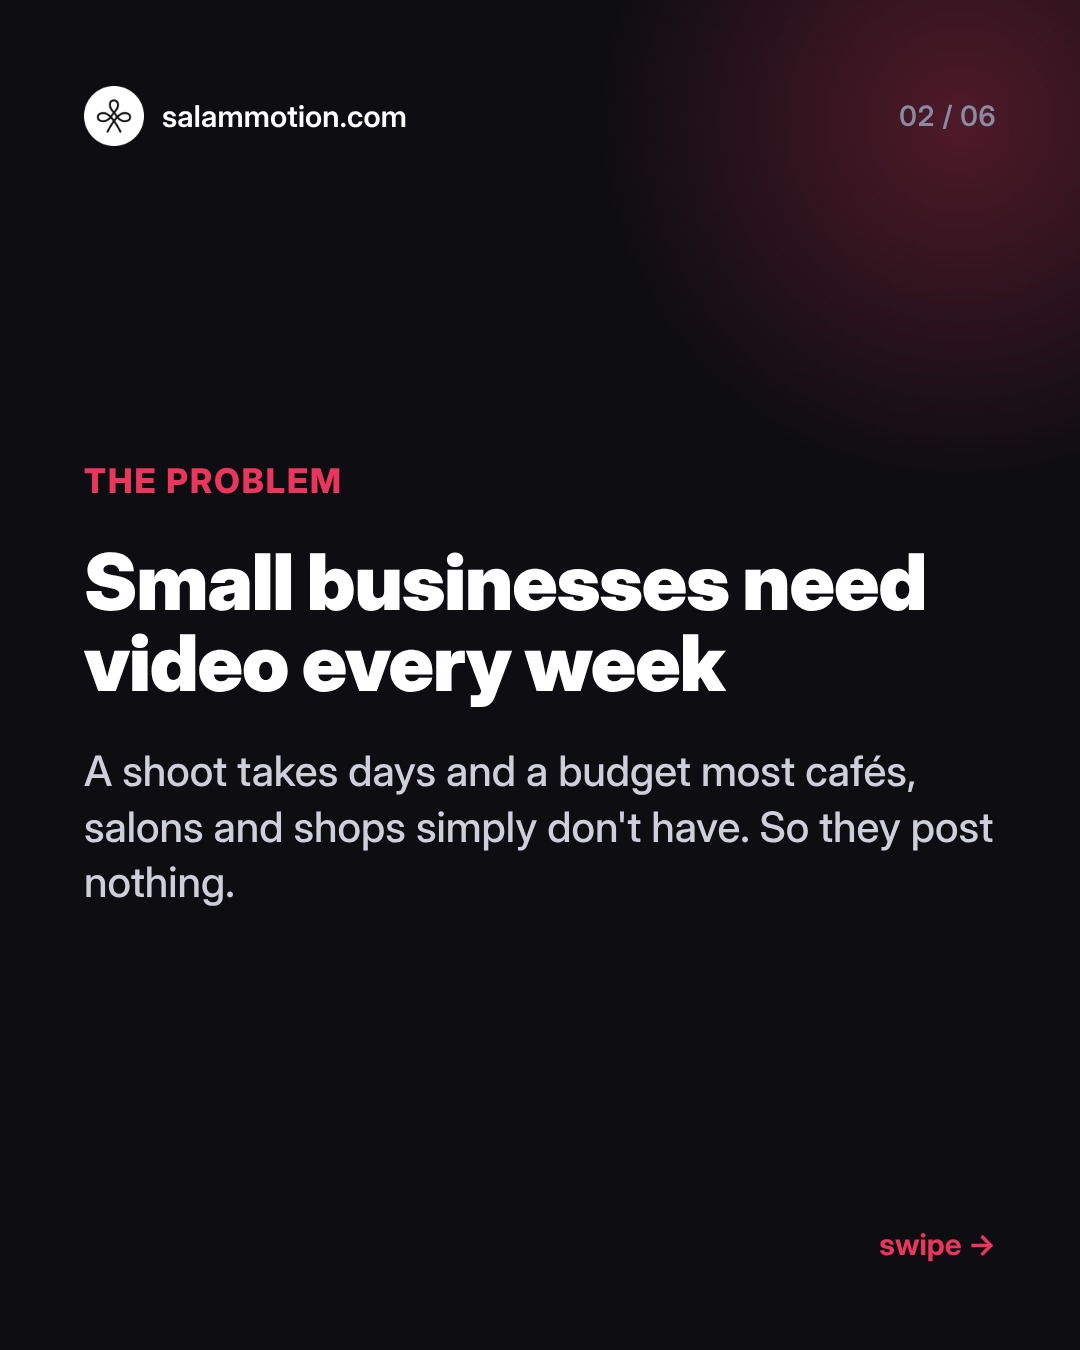 salammotion.com
02 / 06
THE PROBLEM
Small businesses need
video every week
A shoot takes days and a budget most cafés,
salons and shops simply don't have. So they post
nothing.
swipe →